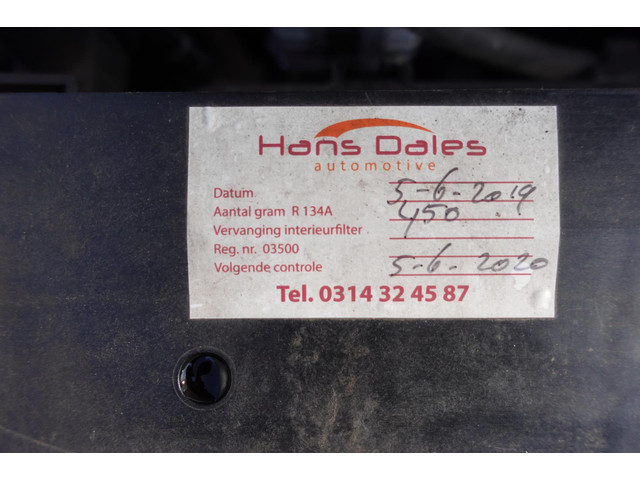 Hans Dales
automotive
Datum 5-6-2019
Aantal gram R 134A 450
Vervanging interieurfilter
Reg. nr. 03500
Volgende controle 5-6-2020
Tel. 0314 32 45 87